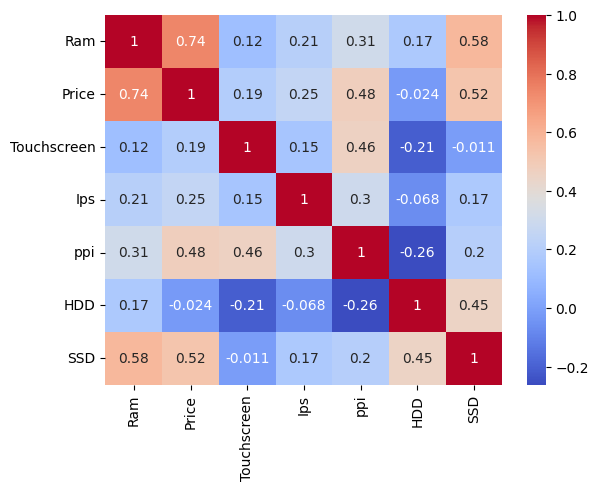 Ram 1 0.74 0.12 0.21 0.31 0.17 0.58
Price 0.74 1 0.19 0.25 0.48 -0.024 0.52
Touchscreen 0.12 0.19 1 0.15 0.46 -0.21 -0.011
Ips 0.21 0.25 0.15 1 0.3 -0.068 0.17
ppi 0.31 0.48 0.46 0.3 1 -0.26 0.2
HDD 0.17 -0.024 -0.21 -0.068 -0.26 1 0.45
SSD 0.58 0.52 -0.011 0.17 0.2 0.45 1
Ram
Price
Touchscreen
Ips
ppi
HDD
SSD
1.0
0.8
0.6
0.4
0.2
0.0
−0.2